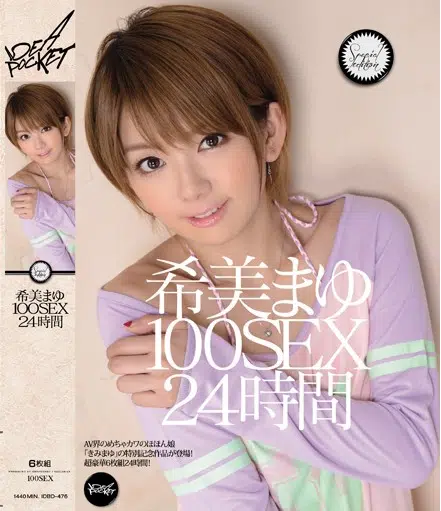 IDEA
POCKET
Special
edition
希美まゆ
100SEX
24時間
AV界のめちゃカワのほほん娘
「きみまゆ」の特別記念作品が登場!
超豪華6枚組24時間!
IDEA
POCKET
希美まゆ
100SEX
24時間
6枚組
100SEX
1440MIN. IDBD-476